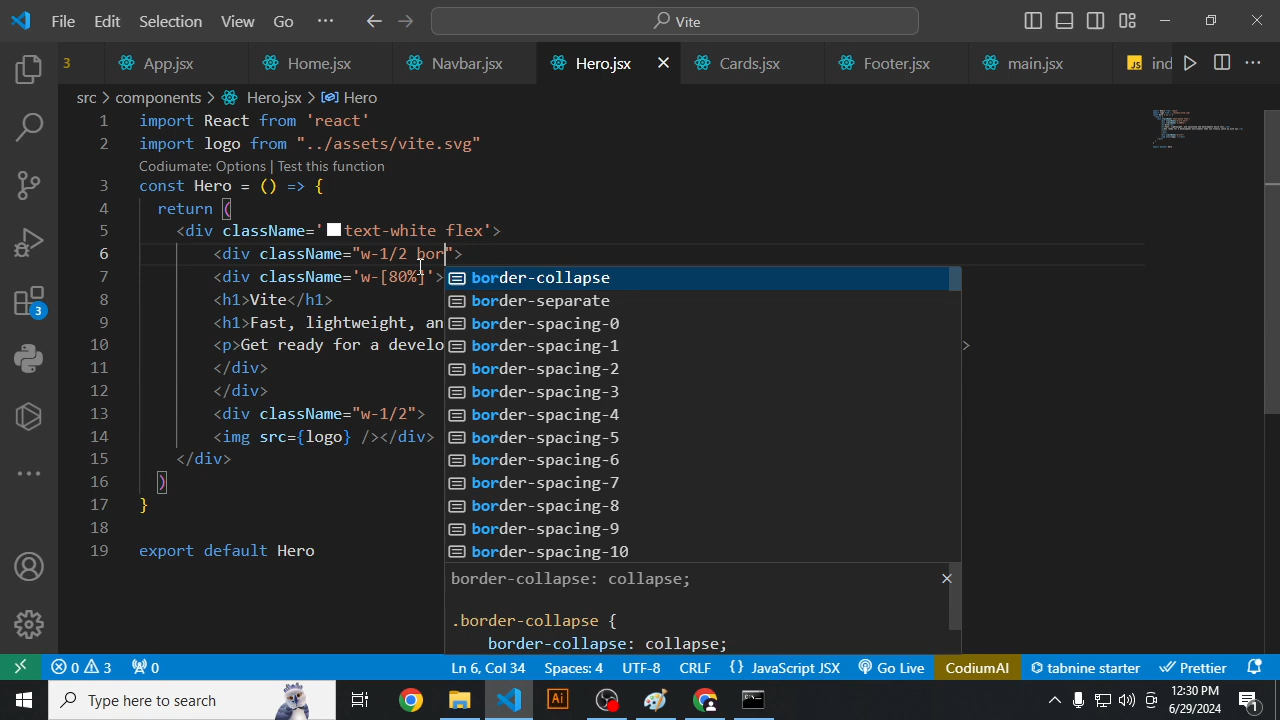 File Edit Selection View Go ··· Vite
3 App.jsx Home.jsx Navbar.jsx Hero.jsx Cards.jsx Footer.jsx main.jsx JS ind
src > components > Hero.jsx > Hero
1 import React from 'react'
2 import logo from "../assets/vite.svg"
Codiumate: Options | Test this function
3 const Hero = () => {
4 return (
5 <div className='text-white flex'>
6 <div className="w-1/2 bor">
7 <div className='w-[80%]'>
8 <h1>Vite</h1>
9 <h1>Fast, lightweight, an
10 <p>Get ready for a develo >
11 </div>
12 </div>
13 <div className="w-1/2">
14 <img src={logo} /></div>
15 </div>
16 )
17 }
18
19 export default Hero
border-collapse
border-separate
border-spacing-0
border-spacing-1
border-spacing-2
border-spacing-3
border-spacing-4
border-spacing-5
border-spacing-6
border-spacing-7
border-spacing-8
border-spacing-9
border-spacing-10
border-collapse: collapse;
.border-collapse {
border-collapse: collapse;
3
0 3 0 Ln 6, Col 34 Spaces: 4 UTF-8 CRLF {} JavaScript JSX Go Live CodiumAI tabnine starter Prettier
Type here to search Ai 12:30 PM
6/29/2024 1